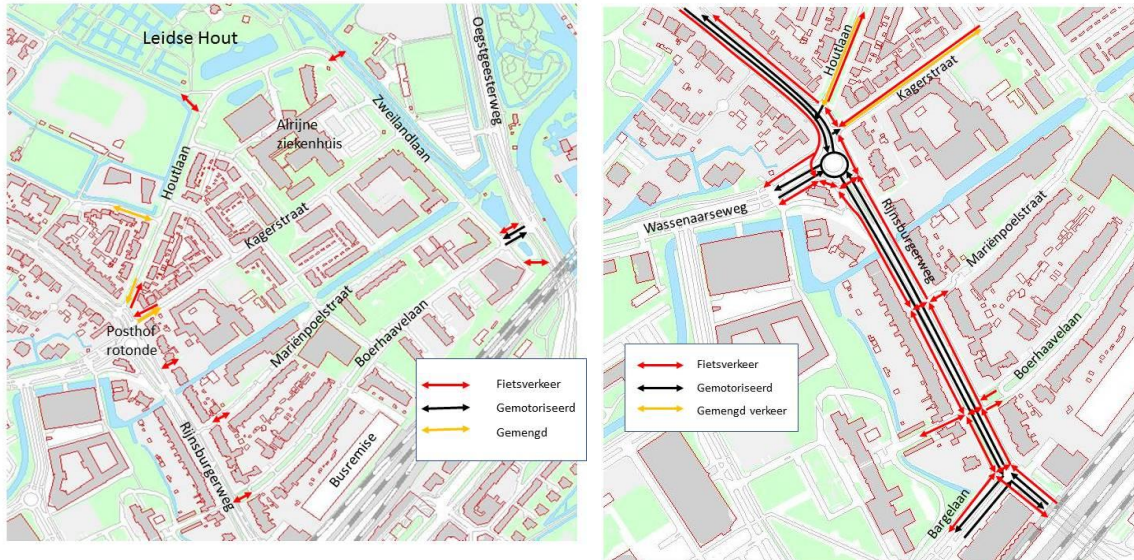 Leidse Hout
Oegstgeesterweg
Zweilandlaan
Alrijne
ziekenhuis
Houtlaan
Kagerstraat
Posthof
rotonde
Mariënpoelstraat
Boerhaavelaan
Rijnsburgerweg
Busremise
Fietsverkeer
Gemotoriseerd
Gemengd
Houtlaan
Kagerstraat
Wassenaarseweg
Rijnsburgerweg
Mariënpoelstraat
Boerhaavelaan
Bargelaan
Fietsverkeer
Gemotoriseerd
Gemengd verkeer